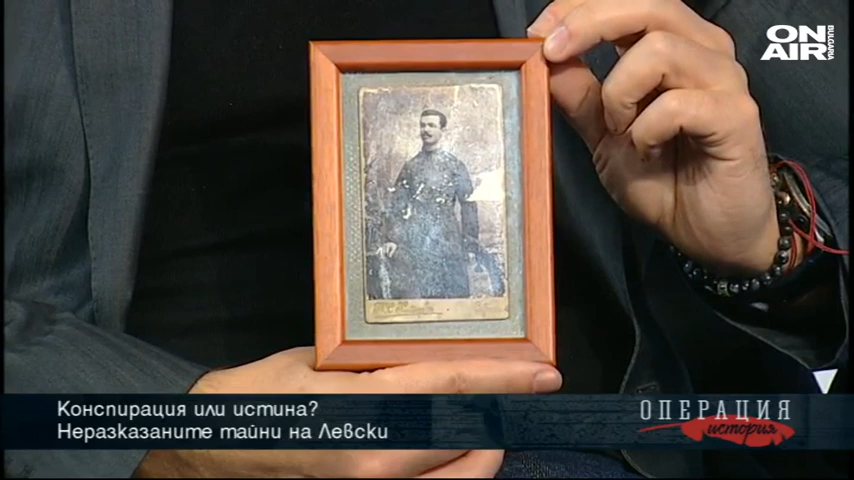 ON
AIR
BULGARIA
Конспирация или истина?
Неразказаните тайни на Левски
ОПЕРАЦИЯ
история